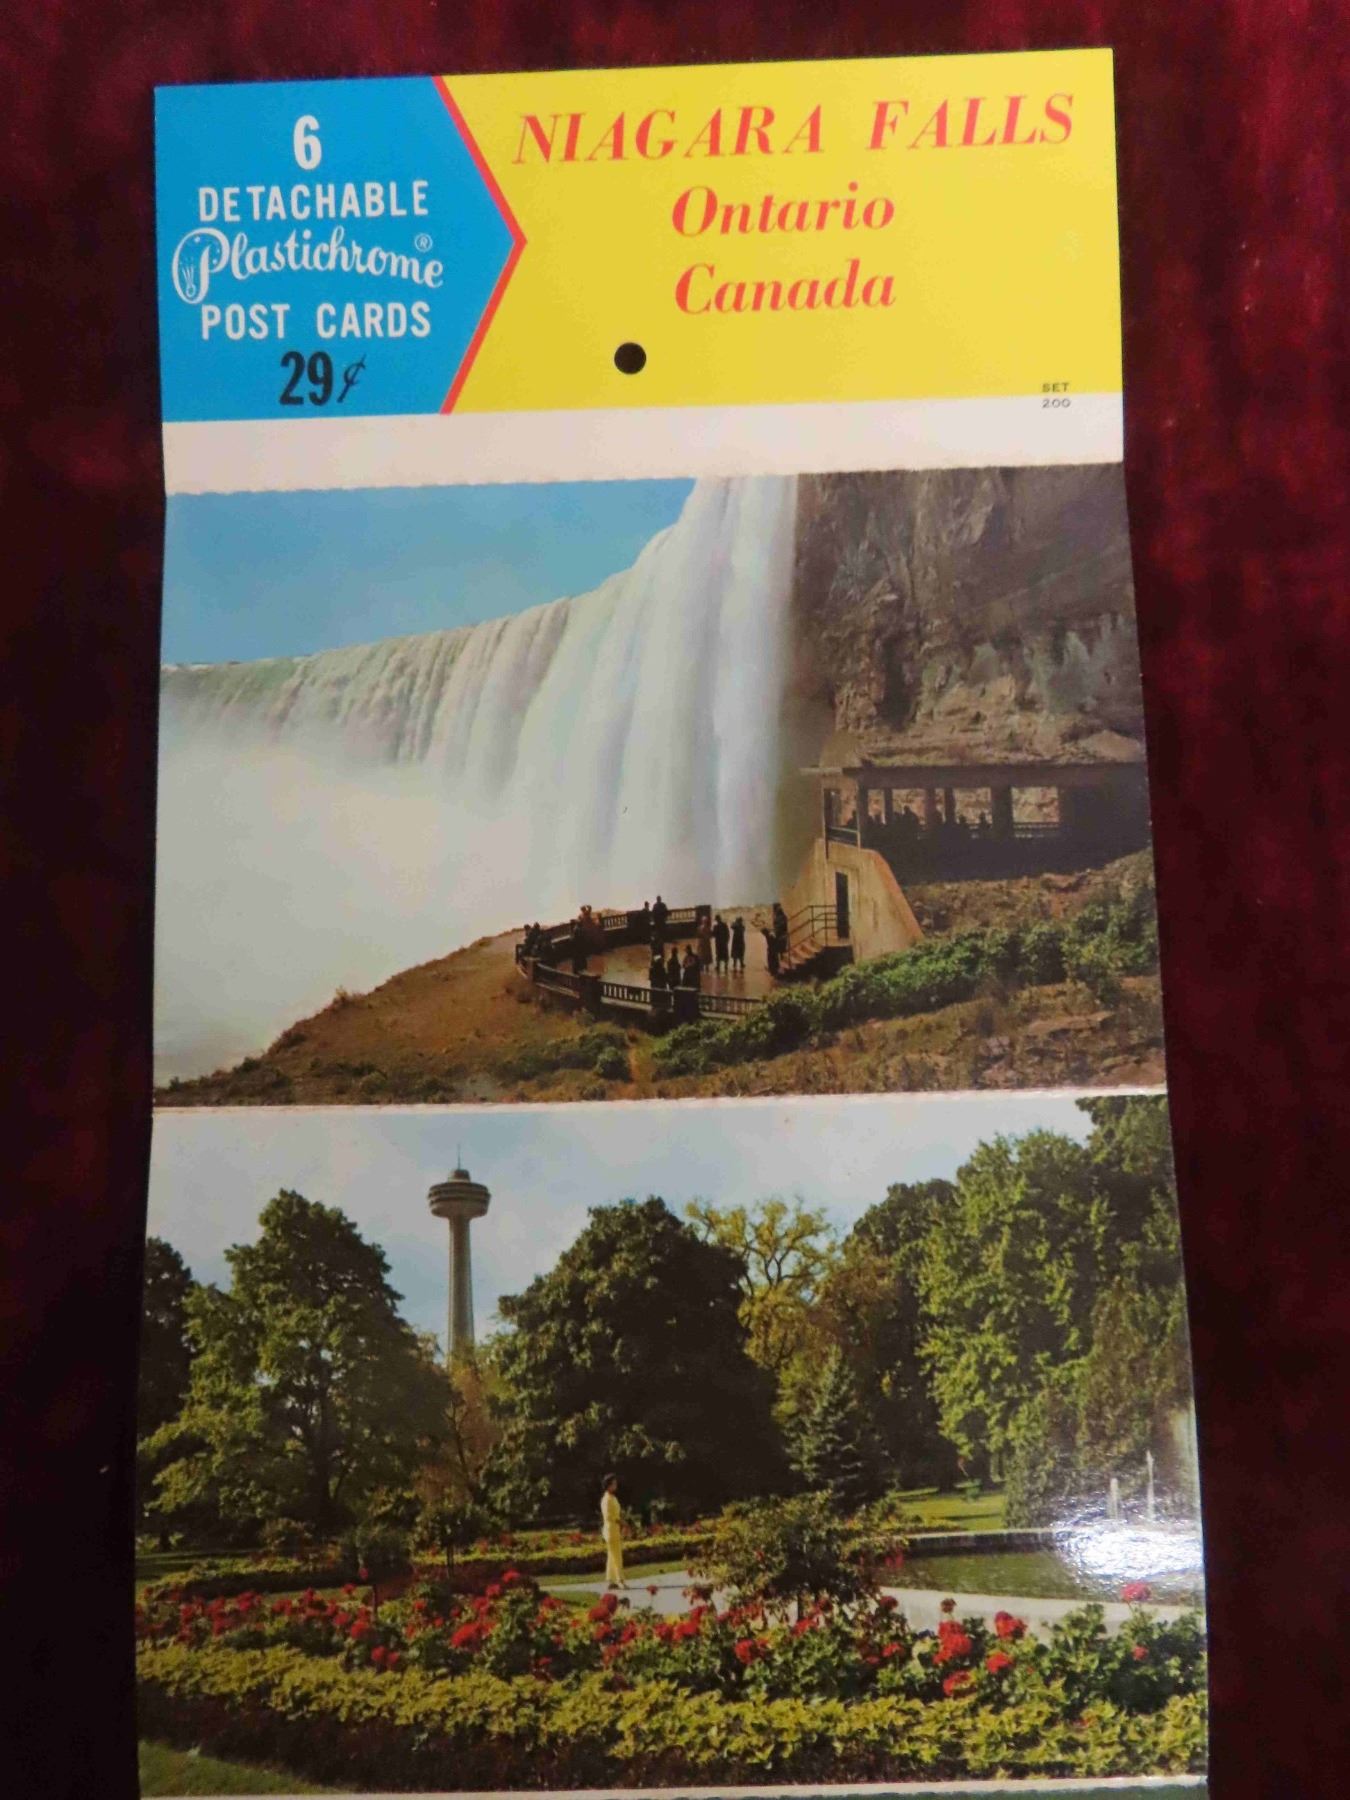 6
DETACHABLE
Plastichrome®
POST CARDS
29¢
NIAGARA FALLS
Ontario
Canada
SET
200